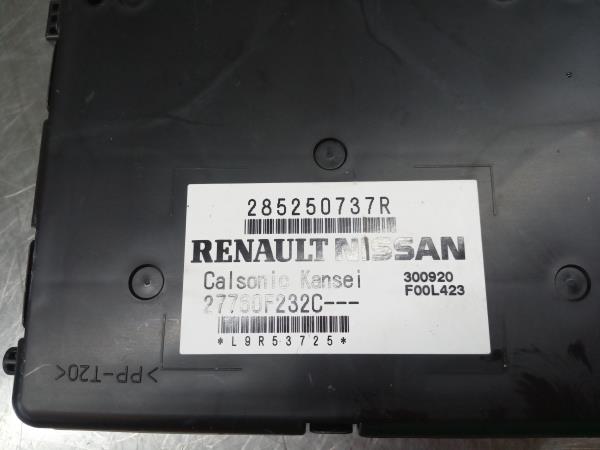 285250737R
RENAULT NISSAN
Calsonic Kansei 300920
27760F232C--- F00L423
*L9R53725*
>PP-T20<